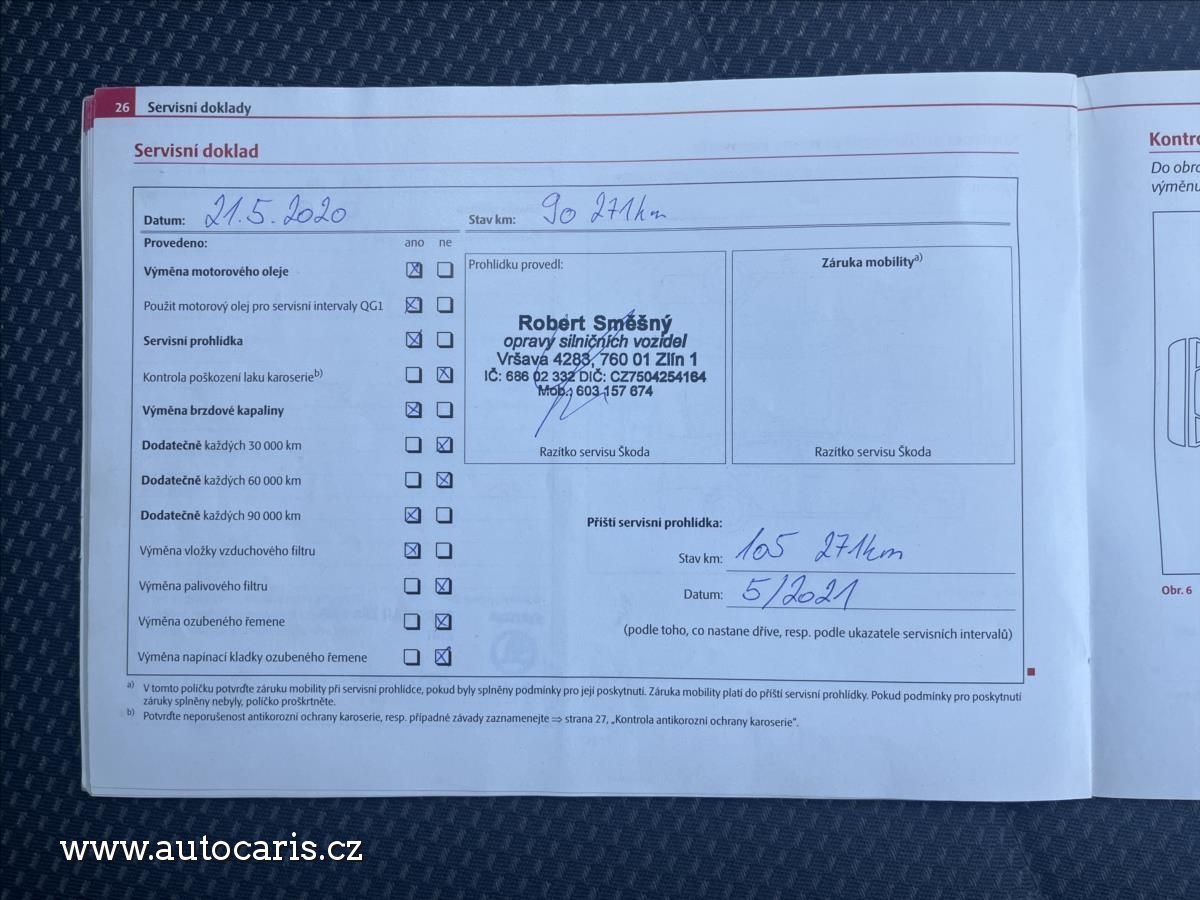 26 Servisní doklady
Servisní doklad
Datum: 21.5.2020 Stav km: 90 271km
Provedeno: ano ne
Výměna motorového oleje
Použit motorový olej pro servisní intervaly QG1
Servisní prohlídka
Kontrola poškození laku karoserie b)
Výměna brzdové kapaliny
Dodatečně každých 30 000 km
Dodatečně každých 60 000 km
Dodatečně každých 90 000 km
Výměna vložky vzduchového filtru
Výměna palivového filtru
Výměna ozubeného řemene
Výměna napínací kladky ozubeného řemene
Prohlídku provedl:
Robert Směšný
opravy silničních vozidel
Vršava 4283, 760 01 Zlín 1
IČ: 686 02 332 DIČ: CZ7504254164
Mob.: 603 157 674
Razítko servisu Škoda
Záruka mobility a)
Razítko servisu Škoda
Příští servisní prohlídka:
Stav km: 105 271km
Datum: 5/2021
(podle toho, co nastane dříve, resp. podle ukazatele servisních intervalů)
a) V tomto políčku potvrďte záruku mobility při servisní prohlídce, pokud byly splněny podmínky pro její poskytnutí. Záruka mobility platí do příští servisní prohlídky. Pokud podmínky pro poskytnutí
záruky splněny nebyly, políčko proškrtněte.
b) Potvrďte neporušenost antikorozní ochrany karoserie, resp. případné závady zaznamenejte ⇒ strana 27, „Kontrola antikorozní ochrany karoserie“.
Kontro
Do obr
výměnu
Obr. 6
www.autocaris.cz